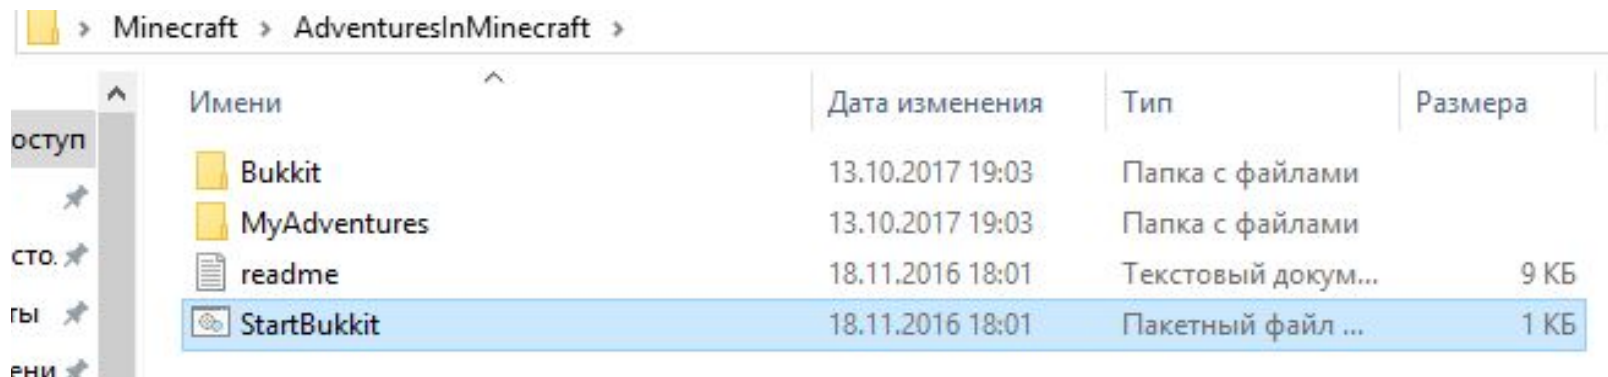 Minecraft > AdventuresInMinecraft >
Имени Дата изменения Тип Размера
оступ
Bukkit 13.10.2017 19:03 Папка с файлами
MyAdventures 13.10.2017 19:03 Папка с файлами
сто.
readme 18.11.2016 18:01 Текстовый докум... 9 КБ
ты
StartBukkit 18.11.2016 18:01 Пакетный файл ... 1 КБ
ени